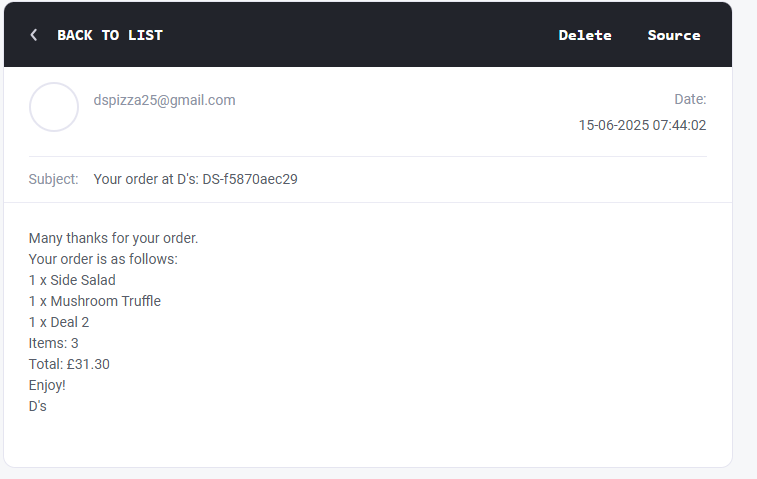 BACK TO LIST
Delete
Source
dspizza25@gmail.com
Date:
15-06-2025 07:44:02
Subject: Your order at D's: DS-f5870aec29
Many thanks for your order.
Your order is as follows:
1 x Side Salad
1 x Mushroom Truffle
1 x Deal 2
Items: 3
Total: £31.30
Enjoy!
D's